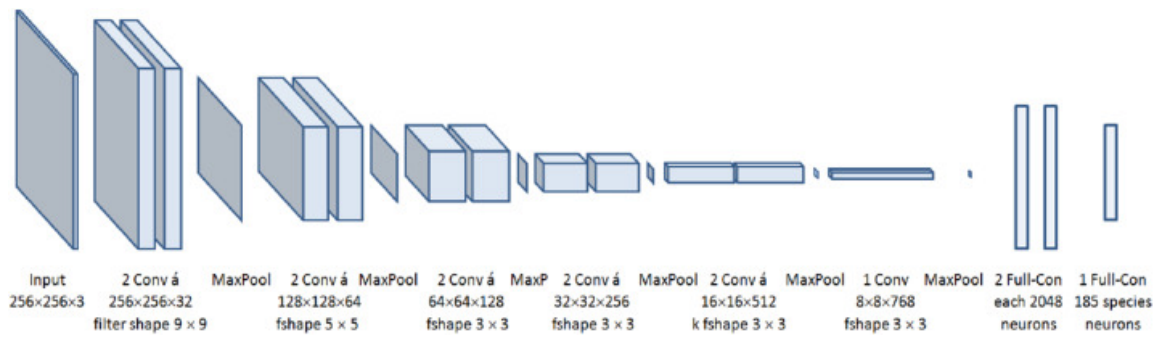 Input 2 Conv á MaxPool 2 Conv á MaxPool 2 Conv á MaxP 2 Conv á MaxPool 2 Conv á MaxPool 1 Conv MaxPool 2 Full-Con 1 Full-Con
256×256×3 256×256×32 128×128×64 64×64×128 32×32×256 16×16×512 8×8×768 each 2048 185 species
filter shape 9 × 9 fshape 5 × 5 fshape 3 × 3 fshape 3 × 3 k fshape 3 × 3 fshape 3 × 3 neurons neurons